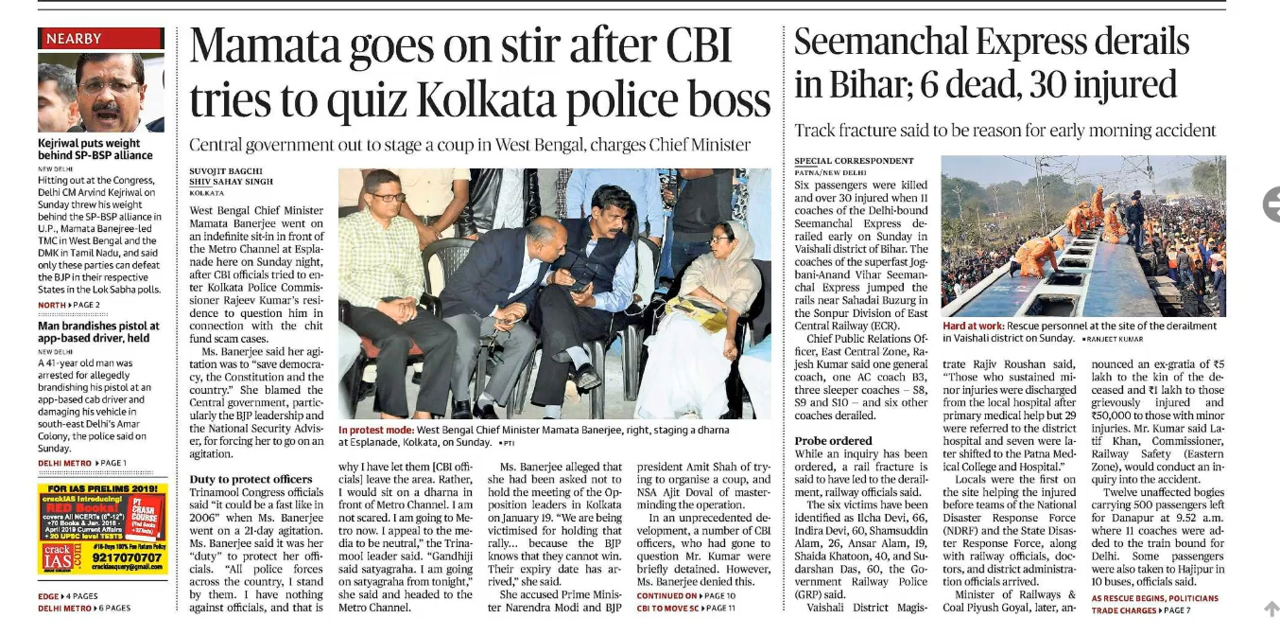 NEARBY
Kejriwal puts weight
behind SP-BSP alliance
NEW DELHI
Hitting out at the Congress,
Delhi CM Arvind Kejriwal on
Sunday threw his weight
behind the SP-BSP alliance in
U.P., Mamata Banejree-led
TMC in West Bengal and the
DMK in Tamil Nadu, and said
only these parties can defeat
the BJP in their respective
States in the Lok Sabha polls.
NORTH ▸ PAGE 2
Man brandishes pistol at
app-based driver, held
NEW DELHI
A 41-year old man was
arrested for allegedly
brandishing his pistol at an
app-based cab driver and
damaging his vehicle in
south-east Delhi's Amar
Colony, the police said on
Sunday.
DELHI METRO ▸ PAGE 1
FOR IAS PRELIMS 2019!
crackIAS Introducing!
RED Books!
covers All NCERTs (6th-12th)
+70 Books & Jan. 2018 -
April 2019 Current Affairs
+ 20 UPSC level TESTS
PT
CRASH
COURSE
crack
IAS.com
9217070707
crackiasquery@gmail.com
EDGE ▸ 4 PAGES
DELHI METRO ▸ 6 PAGES
Mamata goes on stir after CBI
tries to quiz Kolkata police boss
Central government out to stage a coup in West Bengal, charges Chief Minister
SUVOJIT BAGCHI
SHIV SAHAY SINGH
KOLKATA
West Bengal Chief Minister
Mamata Banerjee went on
an indefinite sit-in in front of
the Metro Channel at Espla-
nade here on Sunday night,
after CBI officials tried to en-
ter Kolkata Police Commis-
sioner Rajeev Kumar's resi-
dence to question him in
connection with the chit
fund scam cases.
Ms. Banerjee said her agi-
tation was to "save democra-
cy, the Constitution and the
country." She blamed the
Central government, partic-
ularly the BJP leadership and
the National Security Advis-
er, for forcing her to go on an
agitation.
Duty to protect officers
Trinamool Congress officials
said "it could be a fast like in
2006" when Ms. Banerjee
went on a 21-day agitation.
Ms. Banerjee said it was her
"duty" to protect her offi-
cials. "All police forces
across the country, I stand
by them. I have nothing
against officials, and that is
In protest mode: West Bengal Chief Minister Mamata Banerjee, right, staging a dharna
at Esplanade, Kolkata, on Sunday. ▪ PTI
why I have let them [CBI offi-
cials] leave the area. Rather,
I would sit on a dharna in
front of Metro Channel. I am
not scared. I am going to Me-
tro now. I appeal to the me-
dia to be neutral," the Trina-
mool leader said. "Gandhiji
said satyagraha. I am going
on satyagraha from tonight,"
she said and headed to the
Metro Channel.
Ms. Banerjee alleged that
she had been asked not to
hold the meeting of the Op-
position leaders in Kolkata
on January 19. "We are being
victimised for holding that
rally... because the BJP
knows that they cannot win.
Their expiry date has ar-
rived," she said.
She accused Prime Minis-
ter Narendra Modi and BJP
president Amit Shah of try-
ing to organise a coup, and
NSA Ajit Doval of master-
minding the operation.
In an unprecedented de-
velopment, a number of CBI
officers, who had gone to
question Mr. Kumar were
briefly detained. However,
Ms. Banerjee denied this.
CONTINUED ON ▸ PAGE 10
CBI TO MOVE SC ▸ PAGE 11
Seemanchal Express derails
in Bihar; 6 dead, 30 injured
Track fracture said to be reason for early morning accident
SPECIAL CORRESPONDENT
PATNA/NEW DELHI
Six passengers were killed
and over 30 injured when 11
coaches of the Delhi-bound
Seemanchal Express de-
railed early on Sunday in
Vaishali district of Bihar. The
coaches of the superfast Jog-
bani-Anand Vihar Seeman-
chal Express jumped the
rails near Sahadai Buzurg in
the Sonpur Division of East
Central Railway (ECR).
Chief Public Relations Of-
ficer, East Central Zone, Ra-
jesh Kumar said one general
coach, one AC coach B3,
three sleeper coaches – S8,
S9 and S10 – and six other
coaches derailed.
Probe ordered
While an inquiry has been
ordered, a rail fracture is
said to have led to the derail-
ment, railway officials said.
The six victims have been
identified as Ilcha Devi, 66,
Indira Devi, 60, Shamsuddin
Alam, 26, Ansar Alam, 19,
Shaida Khatoon, 40, and Su-
darshan Das, 60, the Go-
vernment Railway Police
(GRP) said.
Vaishali District Magis-
Hard at work: Rescue personnel at the site of the derailment
in Vaishali district on Sunday. ▪ RANJEET KUMAR
trate Rajiv Roushan said,
"Those who sustained mi-
nor injuries were discharged
from the local hospital after
primary medical help but 29
were referred to the district
hospital and seven were la-
ter shifted to the Patna Med-
ical College and Hospital."
Locals were the first on
the site helping the injured
before teams of the National
Disaster Response Force
(NDRF) and the State Disas-
ter Response Force, along
with railway officials, doc-
tors, and district administra-
tion officials arrived.
Minister of Railways &
Coal Piyush Goyal, later, an-
nounced an ex-gratia of ₹5
lakh to the kin of the de-
ceased and ₹1 lakh to those
grievously injured and
₹50,000 to those with minor
injuries. Mr. Kumar said La-
tif Khan, Commissioner,
Railway Safety (Eastern
Zone), would conduct an in-
quiry into the accident.
Twelve unaffected bogies
carrying 500 passengers left
for Danapur at 9.52 a.m.
where 11 coaches were ad-
ded to the train bound for
Delhi. Some passengers
were also taken to Hajipur in
10 buses, officials said.
AS RESCUE BEGINS, POLITICIANS
TRADE CHARGES ▸ PAGE 7